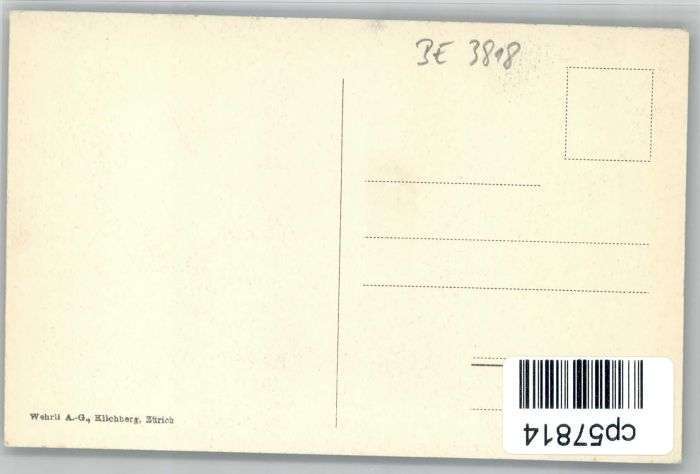 BE 3818
Wehrli A.-G., Kilchberg, Zürich
cp57814